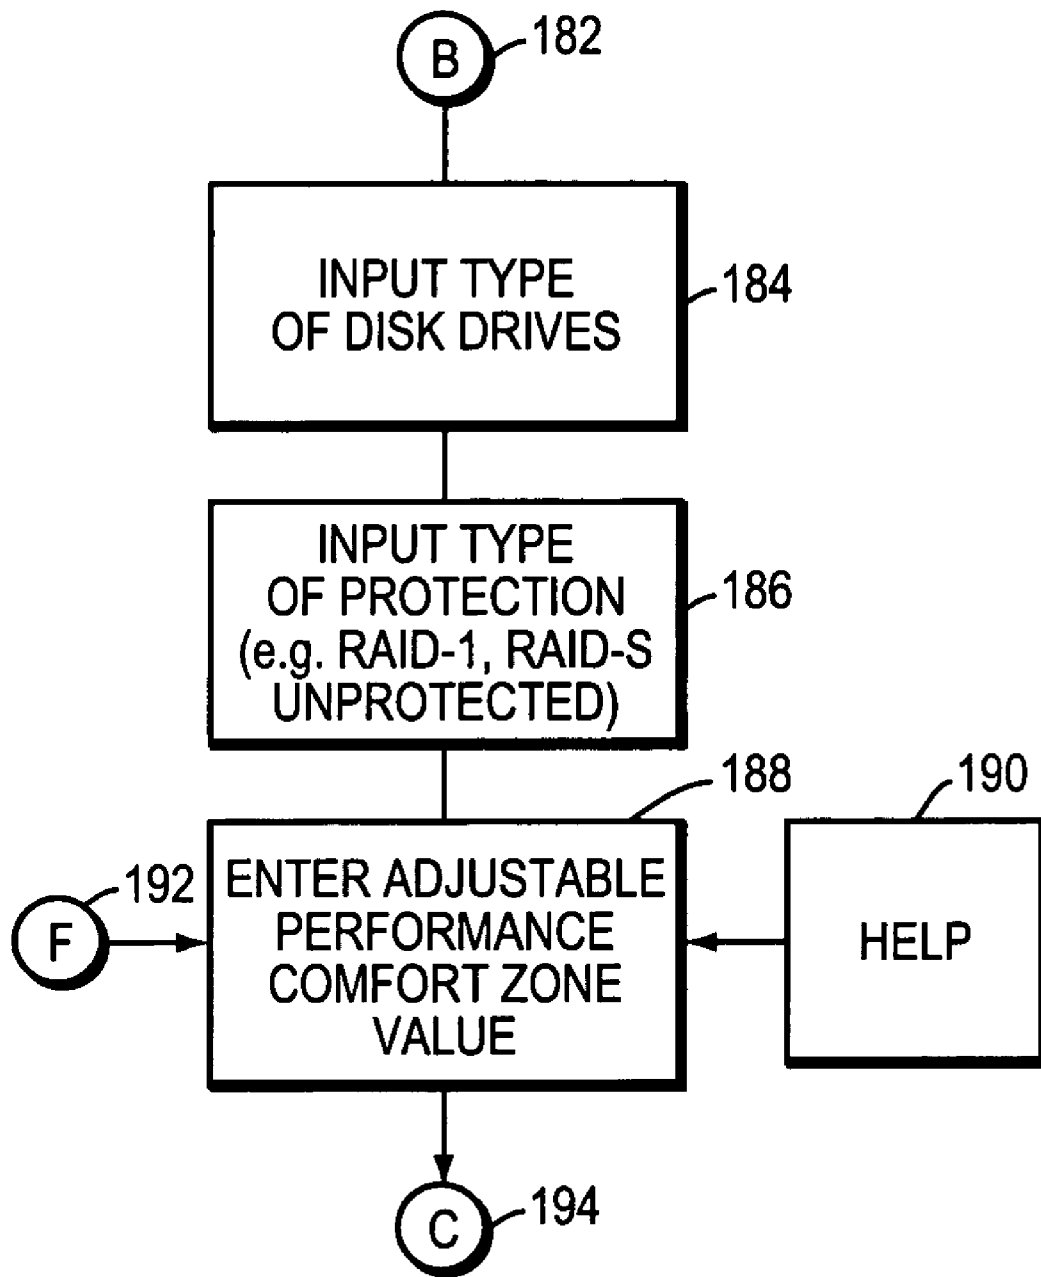 B
182
INPUT TYPE
OF DISK DRIVES
184
INPUT TYPE
OF PROTECTION
(e.g. RAID-1, RAID-S
UNPROTECTED)
186
188
190
ENTER ADJUSTABLE
PERFORMANCE
COMFORT ZONE
VALUE
192
F
HELP
C
194